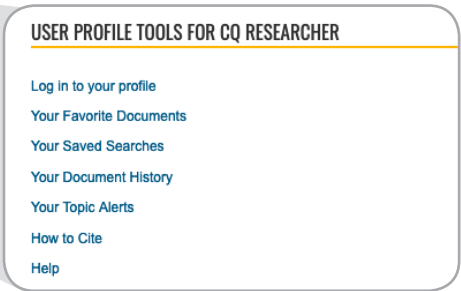 USER PROFILE TOOLS FOR CQ RESEARCHER
Log in to your profile
Your Favorite Documents
Your Saved Searches
Your Document History
Your Topic Alerts
How to Cite
Help